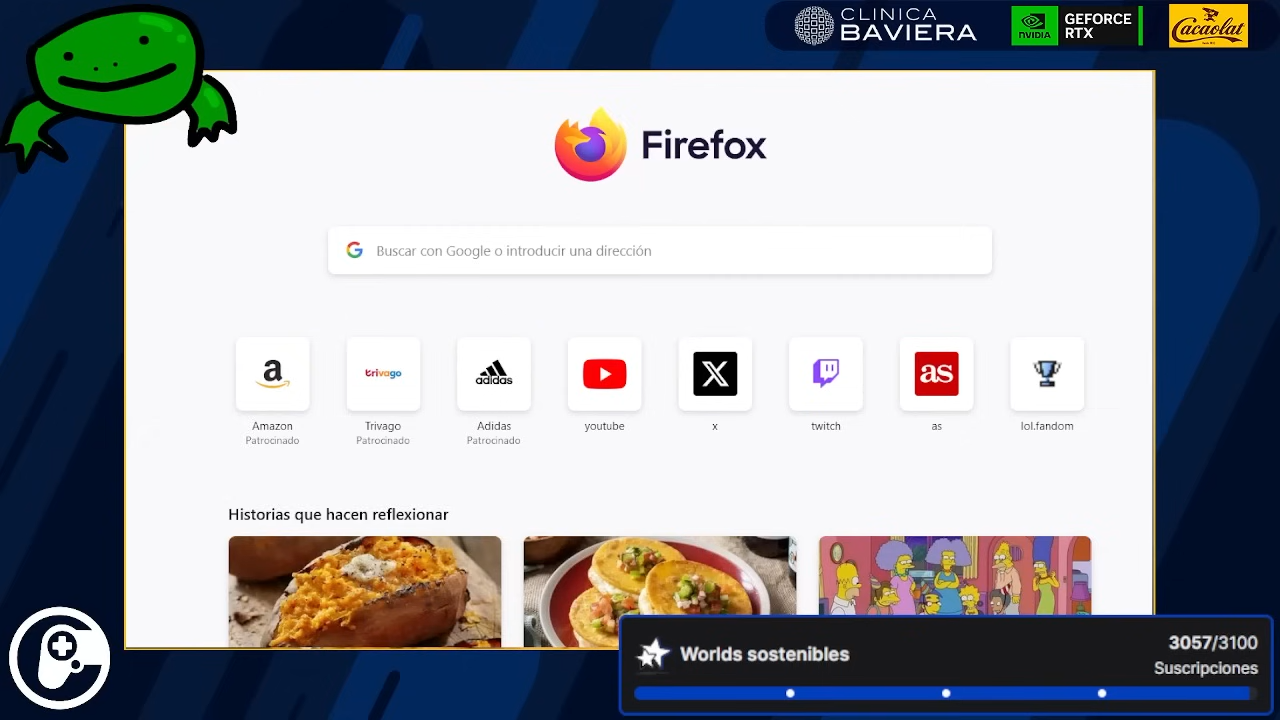 CLINICA
BAVIERA
NVIDIA
GEFORCE
RTX
Cacaolat
Firefox
Buscar con Google o introducir una dirección
a
trivago
adidas
X
as
Amazon
Patrocinado
Trivago
Patrocinado
Adidas
Patrocinado
youtube
x
twitch
as
lol.fandom
Historias que hacen reflexionar
Worlds sostenibles
3057/3100
Suscripciones